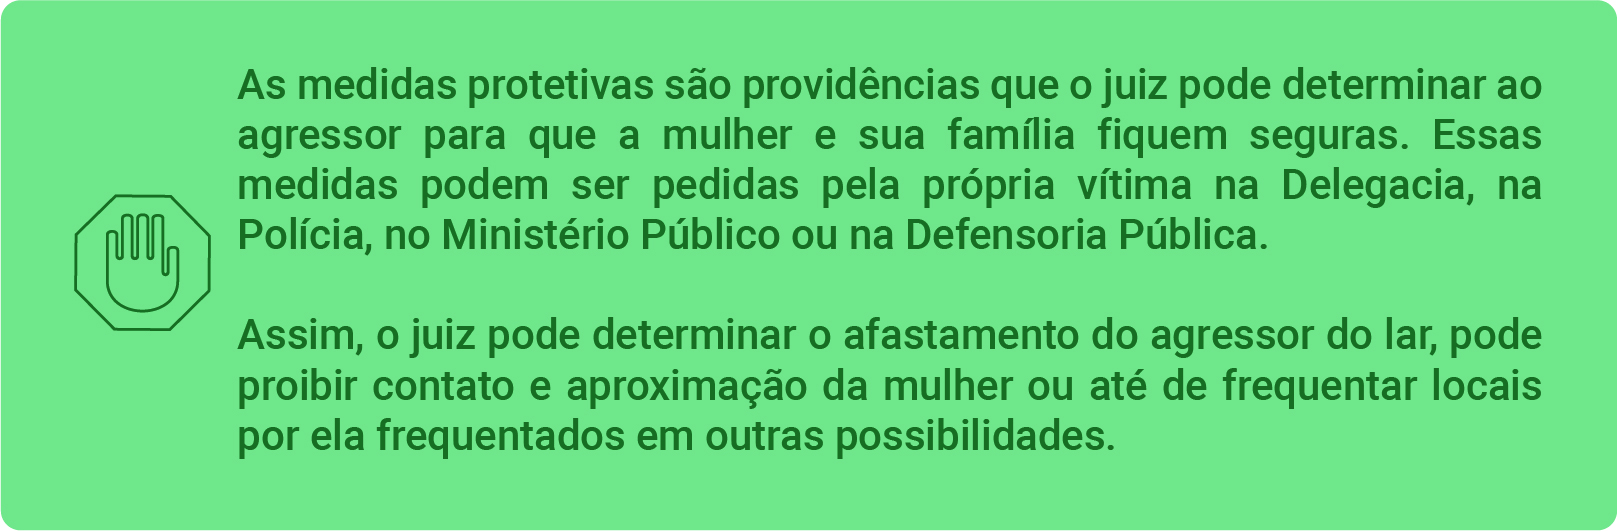 As medidas protetivas são providências que o juiz pode determinar ao
agressor para que a mulher e sua família fiquem seguras. Essas
medidas podem ser pedidas pela própria vítima na Delegacia, na
Polícia, no Ministério Público ou na Defensoria Pública.
Assim, o juiz pode determinar o afastamento do agressor do lar, pode
proibir contato e aproximação da mulher ou até de frequentar locais
por ela frequentados em outras possibilidades.